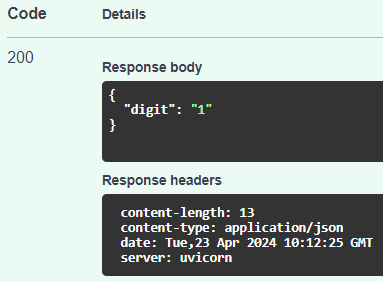 Code Details
200
Response body
{
"digit": "1"
}
Response headers
content-length: 13
content-type: application/json
date: Tue,23 Apr 2024 10:12:25 GMT
server: uvicorn